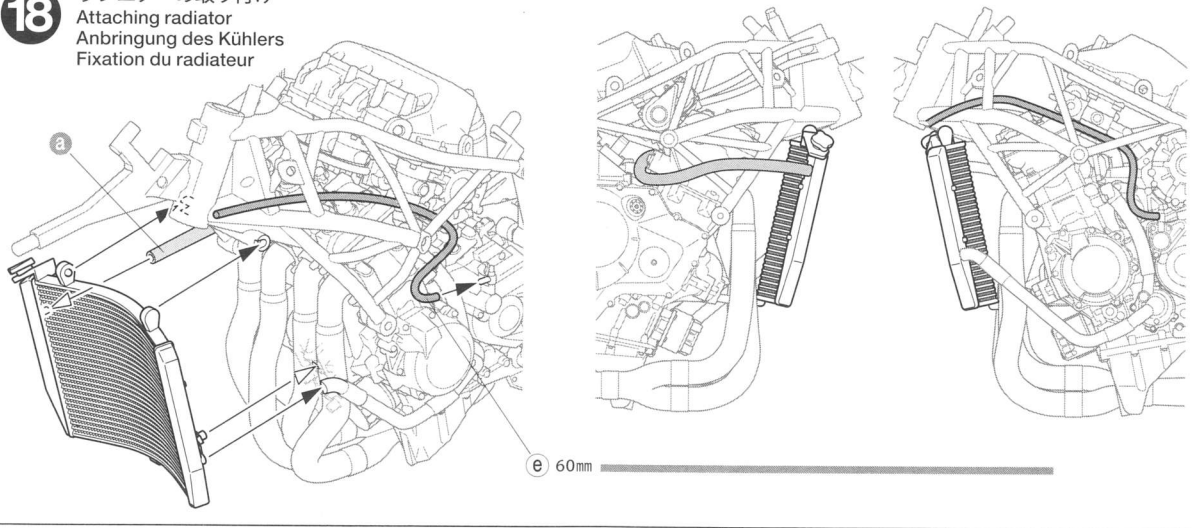 18
Attaching radiator
Anbringung des Kühlers
Fixation du radiateur
a
e 60mm